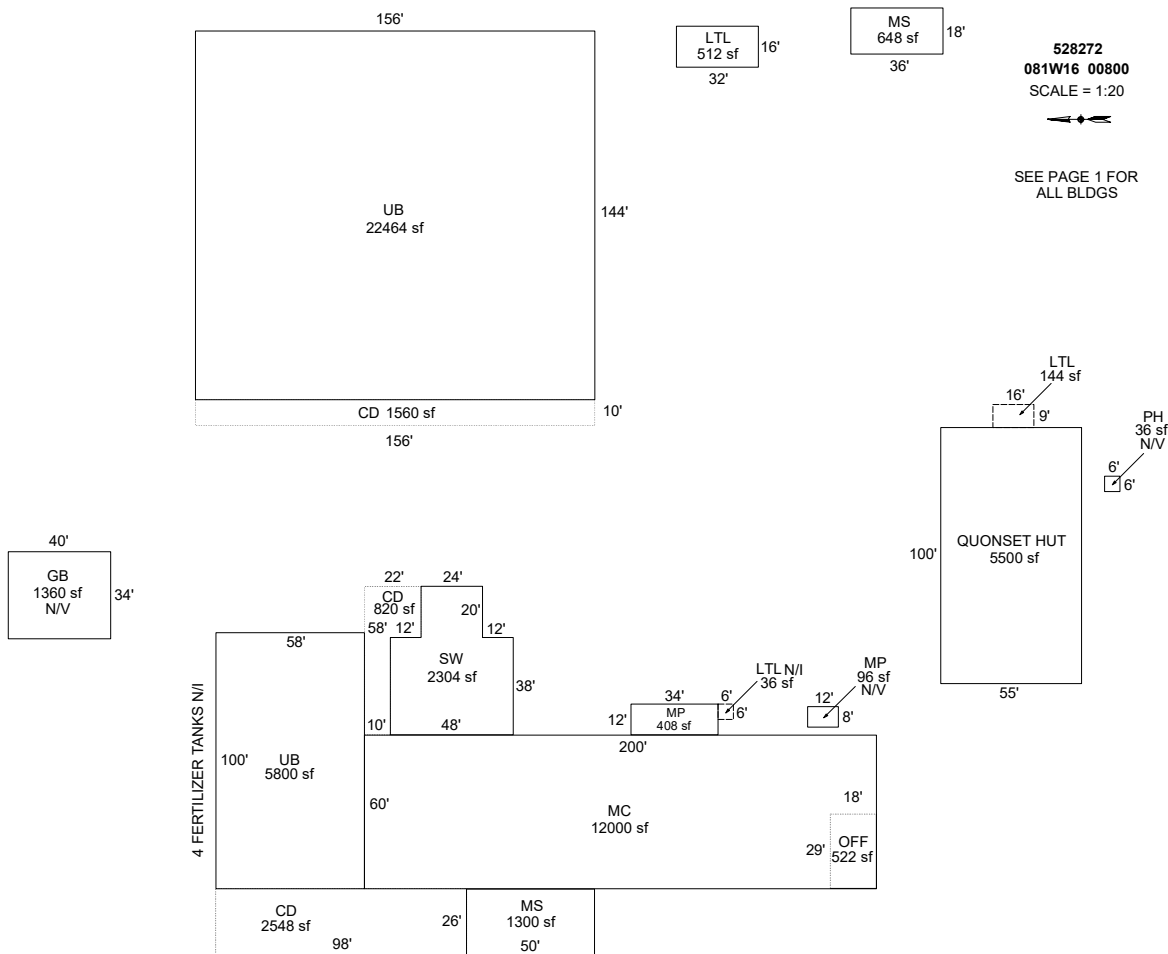 156'
UB
22464 sf
144'
CD 1560 sf
10'
156'
LTL
512 sf
16'
32'
MS
648 sf
18'
36'
528272
081W16 00800
SCALE = 1:20
SEE PAGE 1 FOR
ALL BLDGS
LTL
144 sf
16'
9'
PH
36 sf
N/V
6'
6'
100'
QUONSET HUT
5500 sf
55'
40'
GB
1360 sf
N/V
34'
22'
24'
CD
820 sf
20'
58'
12'
12'
58'
SW
2304 sf
38'
10'
48'
4 FERTILIZER TANKS N/I
100'
UB
5800 sf
34'
12'
MP
408 sf
LTL N/I
36 sf
6'
6'
MP
96 sf
N/V
12'
8'
200'
60'
MC
12000 sf
18'
29'
OFF
522 sf
CD
2548 sf
98'
26'
MS
1300 sf
50'